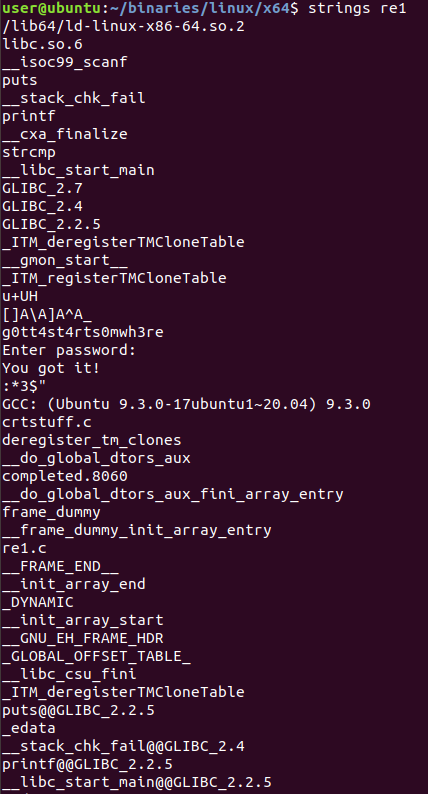 user@ubuntu:~/binaries/linux/x64$ strings re1
/lib64/ld-linux-x86-64.so.2
libc.so.6
__isoc99_scanf
puts
__stack_chk_fail
printf
__cxa_finalize
strcmp
__libc_start_main
GLIBC_2.7
GLIBC_2.4
GLIBC_2.2.5
_ITM_deregisterTMCloneTable
__gmon_start__
_ITM_registerTMCloneTable
u+UH
[]A\A]A^A_
g0tt4st4rts0mwh3re
Enter password:
You got it!
:*3$"
GCC: (Ubuntu 9.3.0-17ubuntu1~20.04) 9.3.0
crtstuff.c
deregister_tm_clones
__do_global_dtors_aux
completed.8060
__do_global_dtors_aux_fini_array_entry
frame_dummy
__frame_dummy_init_array_entry
re1.c
__FRAME_END__
__init_array_end
_DYNAMIC
__init_array_start
__GNU_EH_FRAME_HDR
_GLOBAL_OFFSET_TABLE_
__libc_csu_fini
_ITM_deregisterTMCloneTable
puts@@GLIBC_2.2.5
_edata
__stack_chk_fail@@GLIBC_2.4
printf@@GLIBC_2.2.5
__libc_start_main@@GLIBC_2.2.5